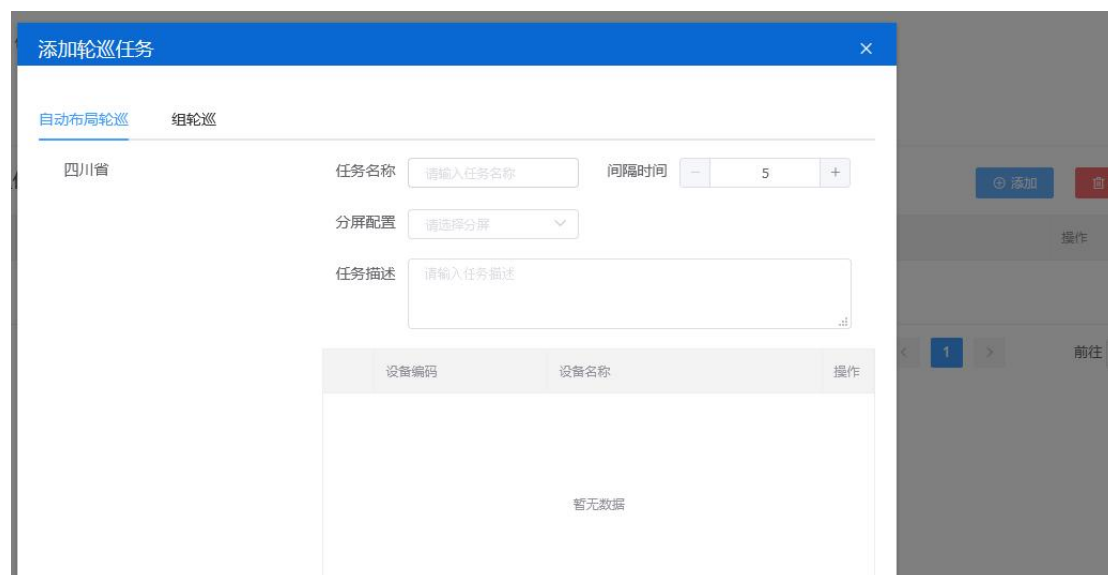 添加轮巡任务
自动布局轮巡 组轮巡
四川省
任务名称 请输入任务名称 间隔时间 - 5 +
添加
分屏配置 请选择分屏
操作
任务描述 请输入任务描述
1 前往
设备编码 设备名称 操作
暂无数据